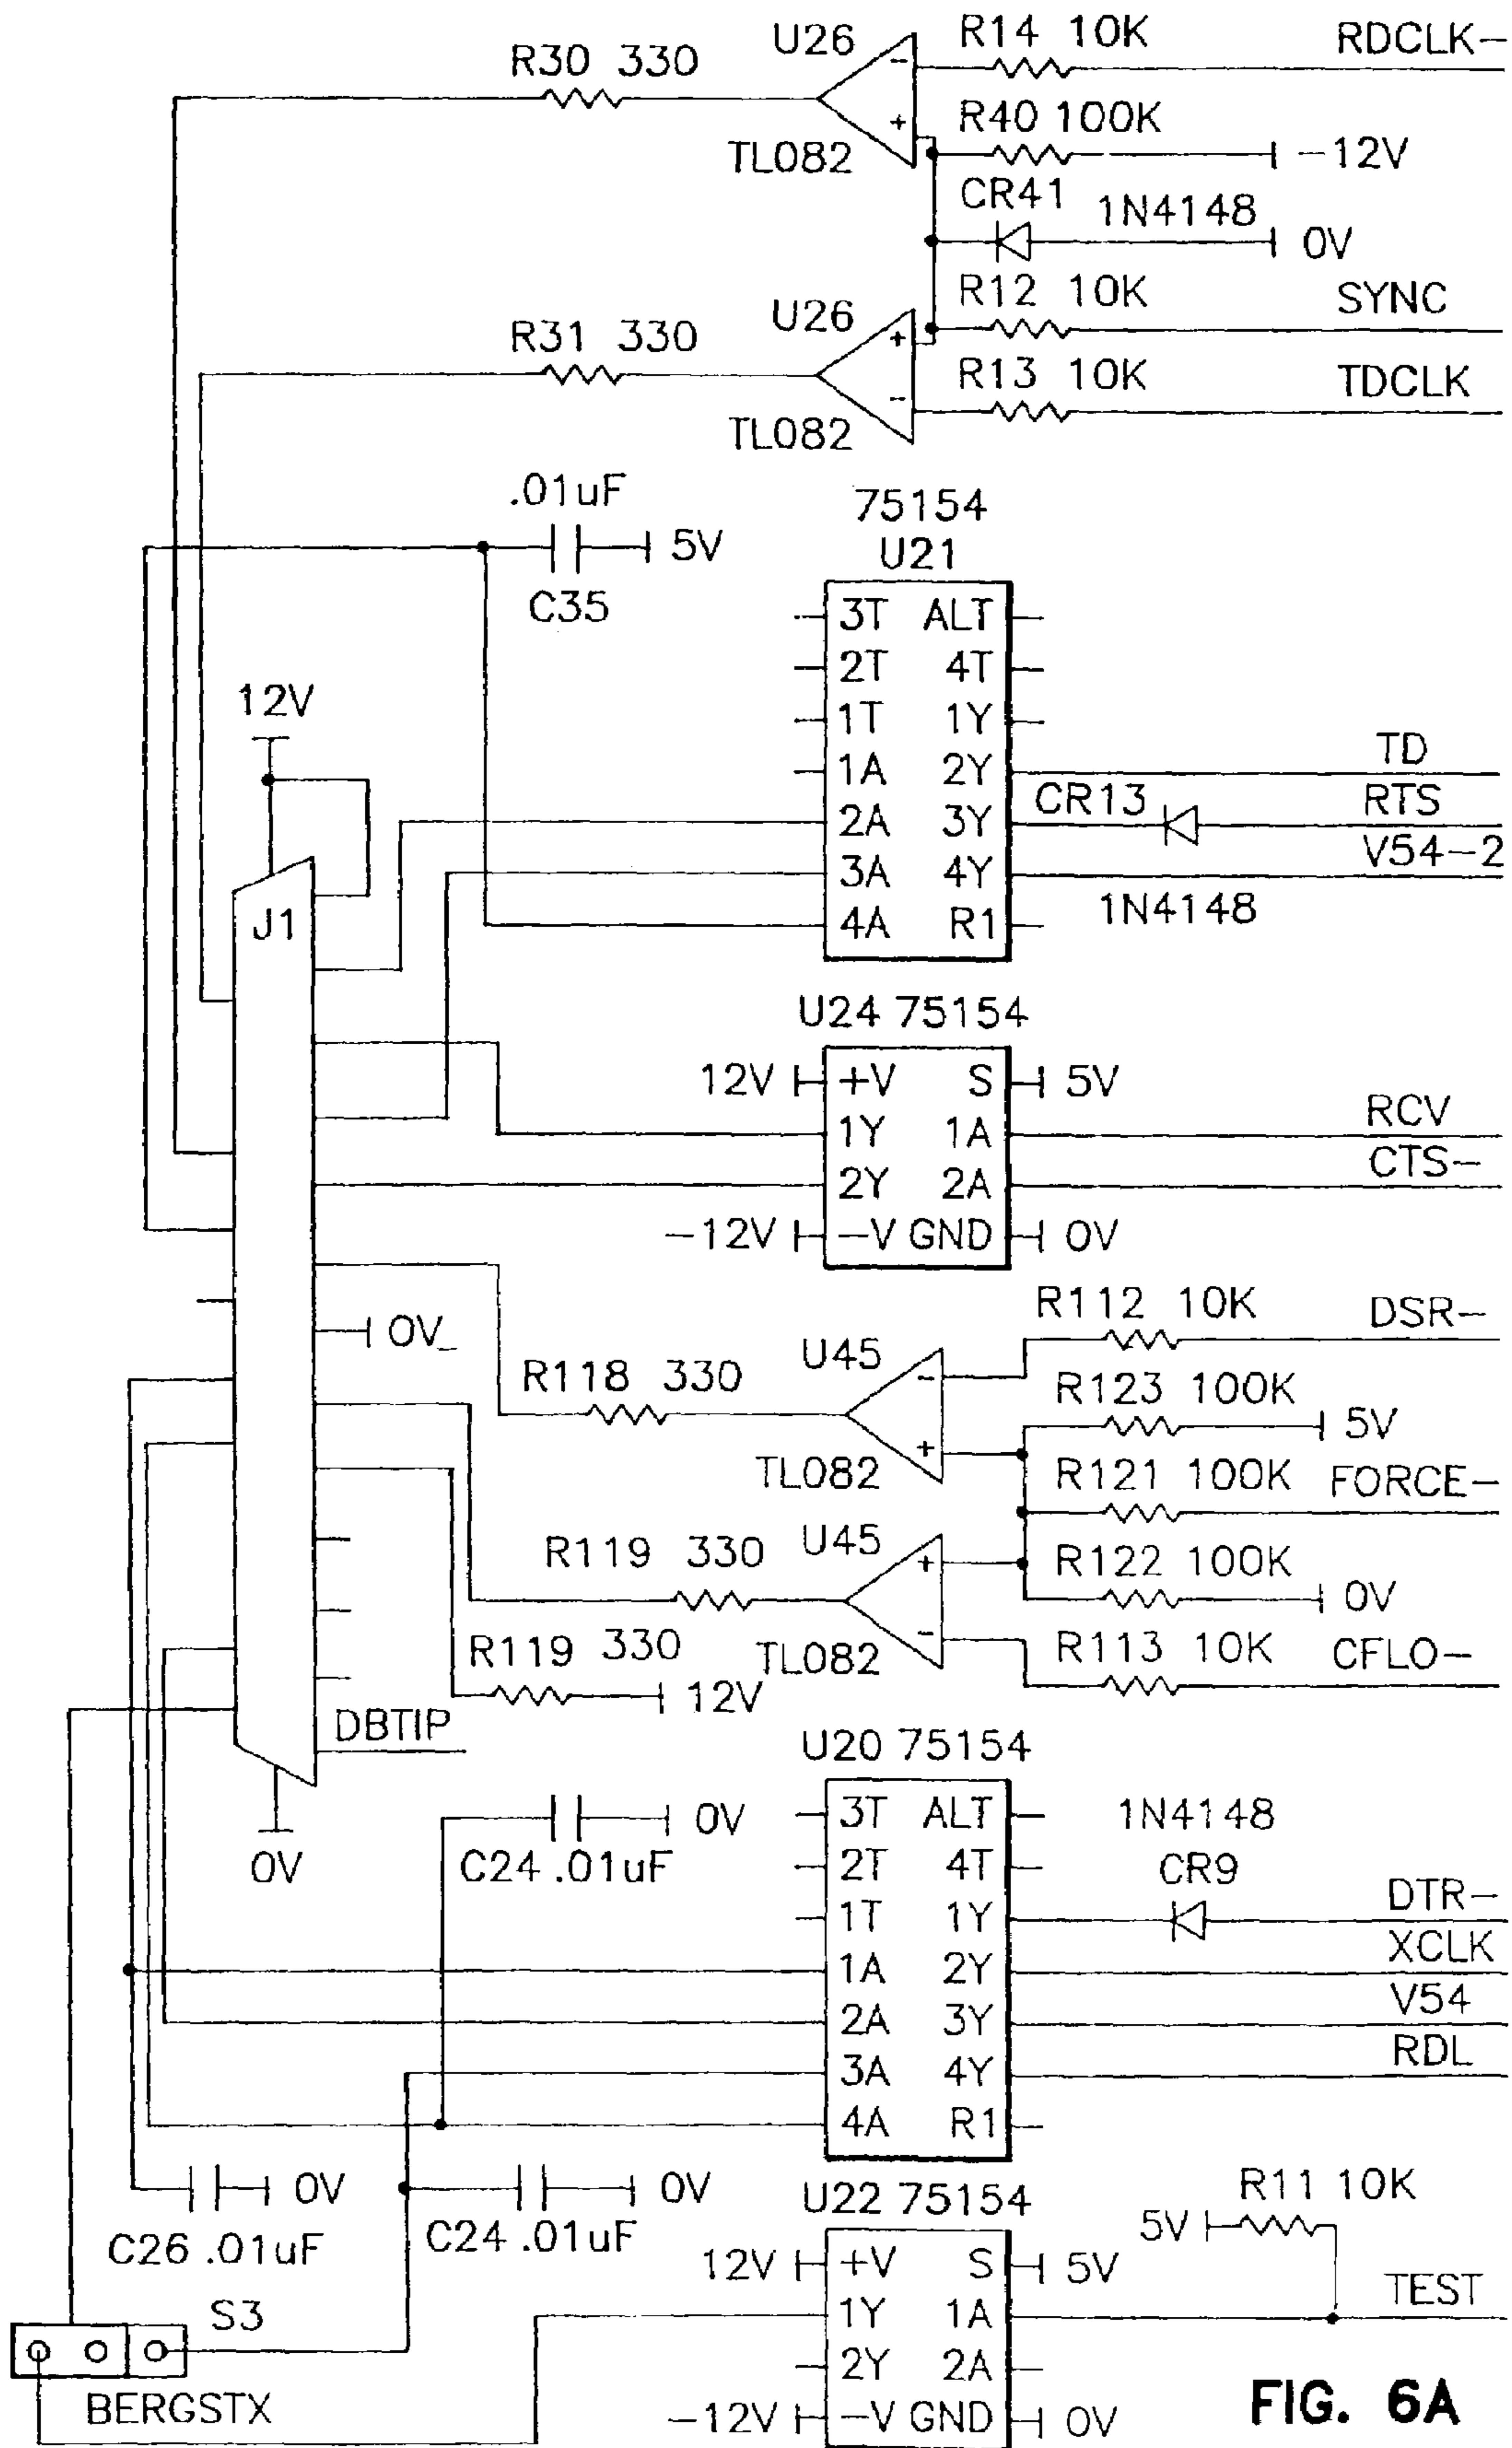 U26 R14 10K RDCLK-
R30 330
-
R40 100K
+
TL082 -12V
CR41 1N4148
0V
R12 10K SYNC
U26
R31 330 +
R13 10K TDCLK
-
TL082
.01uF 75154
5V U21
C35
3T ALT
2T 4T
12V
1T 1Y
1A 2Y TD
2A 3Y CR13 RTS
3A 4Y V54-2
J1 4A R1 1N4148
U24 75154
12V +V S 5V
1Y 1A RCV
2Y 2A CTS-
-12V -V GND 0V
R112 10K DSR-
0V_
U45
R118 330 -
R123 100K
5V
+
TL082 R121 100K FORCE-
U45
R119 330 +
R122 100K
0V
R119 330 -
TL082 R113 10K CFLO-
12V
DBTIP
U20 75154
0V 3T ALT 1N4148
0V C24 .01uF 2T 4T CR9
1T 1Y DTR-
1A 2Y XCLK
2A 3Y V54
3A 4Y RDL
4A R1
0V 0V U22 75154 R11 10K
C26 .01uF C24 .01uF 5V
12V +V S 5V
S3 1Y 1A TEST
2Y 2A
BERGSTX -12V -V GND 0V
FIG. 6A